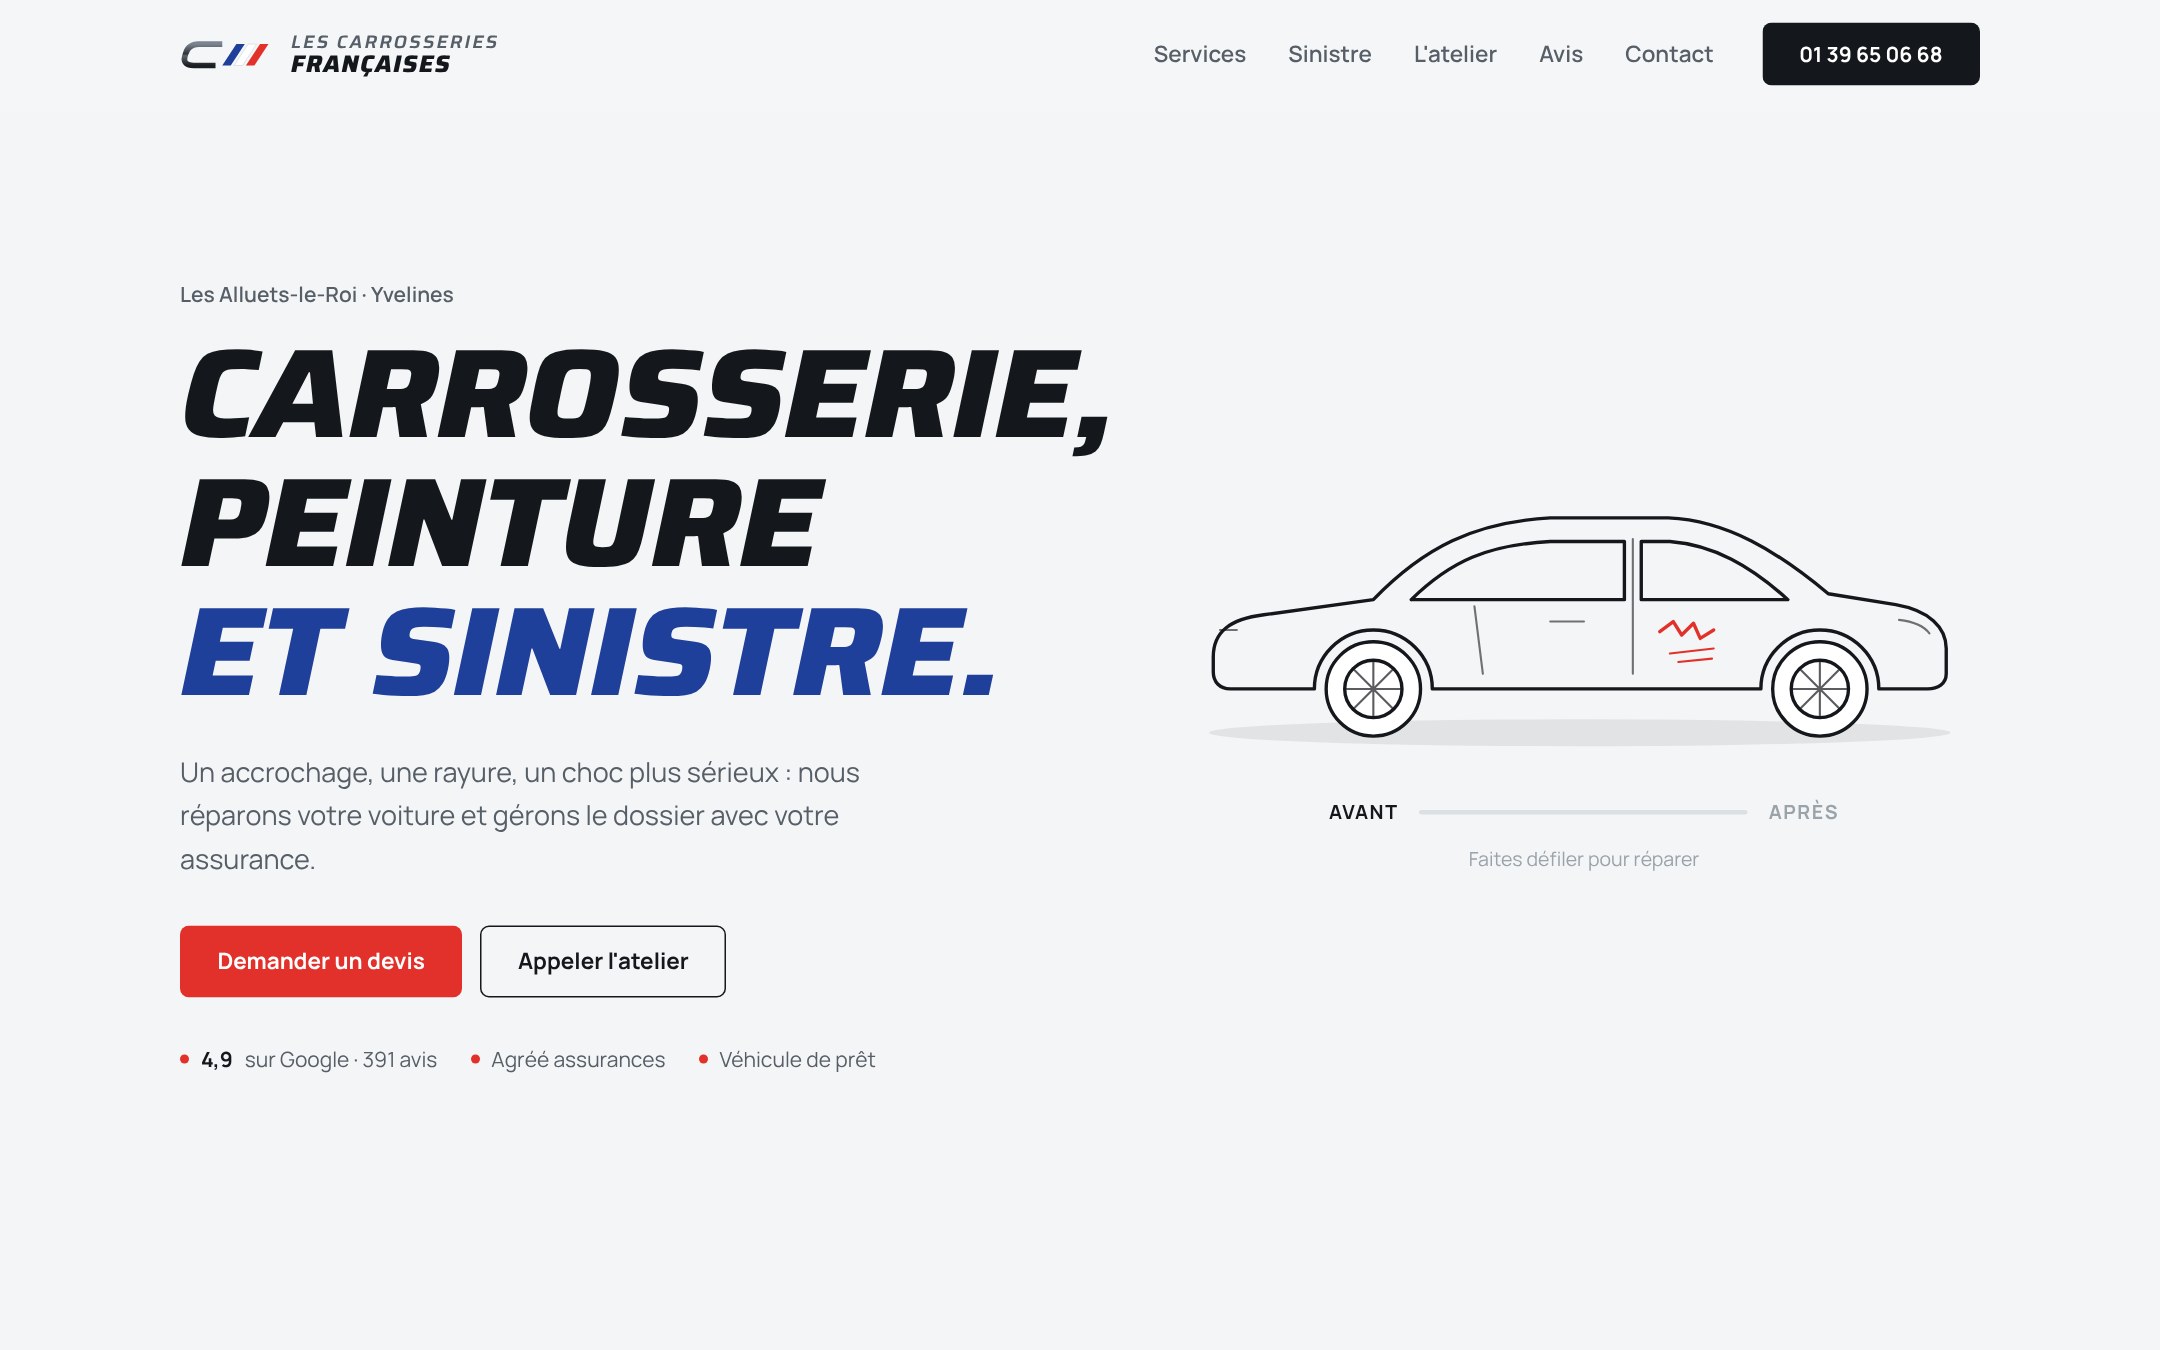 LES CARROSSERIES
FRANÇAISES
Services Sinistre L'atelier Avis Contact 01 39 65 06 68
Les Alluets-le-Roi · Yvelines
CARROSSERIE,
PEINTURE
ET SINISTRE.
Un accrochage, une rayure, un choc plus sérieux : nous
réparons votre voiture et gérons le dossier avec votre
assurance.
Demander un devis Appeler l'atelier
4,9 sur Google · 391 avis Agréé assurances Véhicule de prêt
AVANT APRÈS
Faites défiler pour réparer